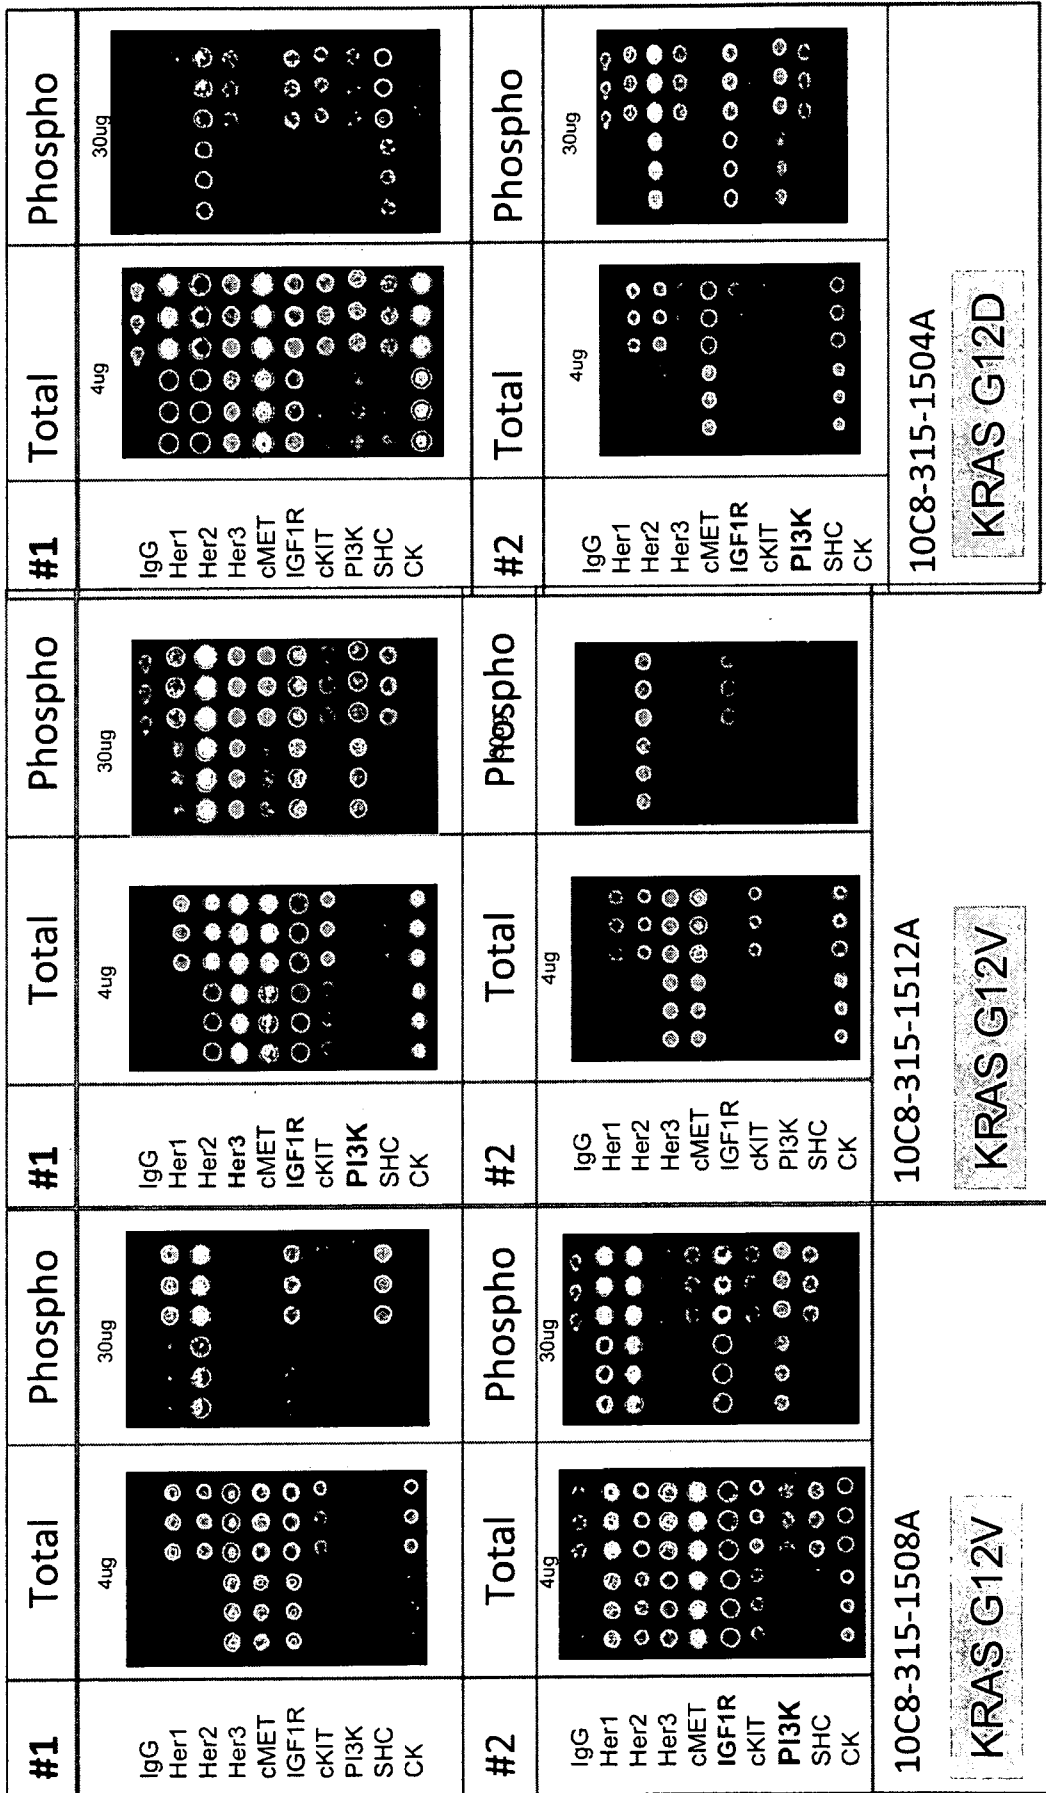 #1 Total Phospho
4ug 30ug
IgG
Her1
Her2
Her3
cMET
IGF1R
cKIT
PI3K
SHC
CK
#2 Total Phospho
4ug 30ug
IgG
Her1
Her2
Her3
cMET
IGF1R
cKIT
PI3K
SHC
CK
10C8-315-1508A
KRAS G12V
#1 Total Phospho
4ug 30ug
IgG
Her1
Her2
Her3
cMET
IGF1R
cKIT
PI3K
SHC
CK
#2 Total Phospho
4ug
IgG
Her1
Her2
Her3
cMET
IGF1R
cKIT
PI3K
SHC
CK
10C8-315-1512A
KRAS G12V
#1 Total Phospho
4ug 30ug
IgG
Her1
Her2
Her3
cMET
IGF1R
cKIT
PI3K
SHC
CK
#2 Total Phospho
4ug 30ug
IgG
Her1
Her2
Her3
cMET
IGF1R
cKIT
PI3K
SHC
CK
10C8-315-1504A
KRAS G12D